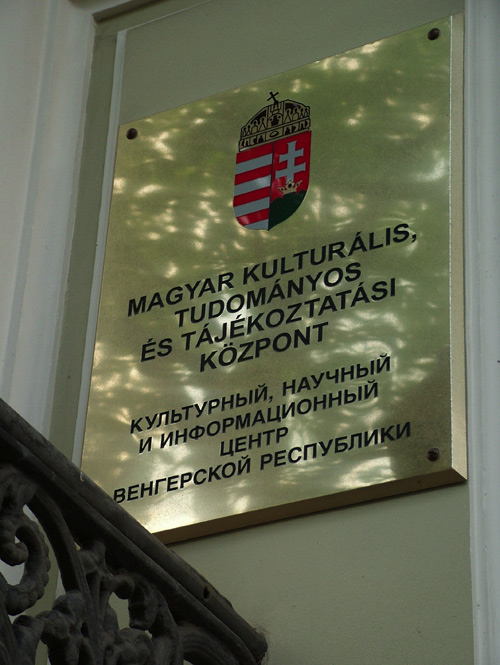 MAGYAR KULTURÁLIS,
TUDOMÁNYOS
ÉS TÁJÉKOZTATÁSI
KÖZPONT
КУЛЬТУРНЫЙ, НАУЧНЫЙ
И ИНФОРМАЦИОННЫЙ
ЦЕНТР
ВЕНГЕРСКОЙ РЕСПУБЛИКИ